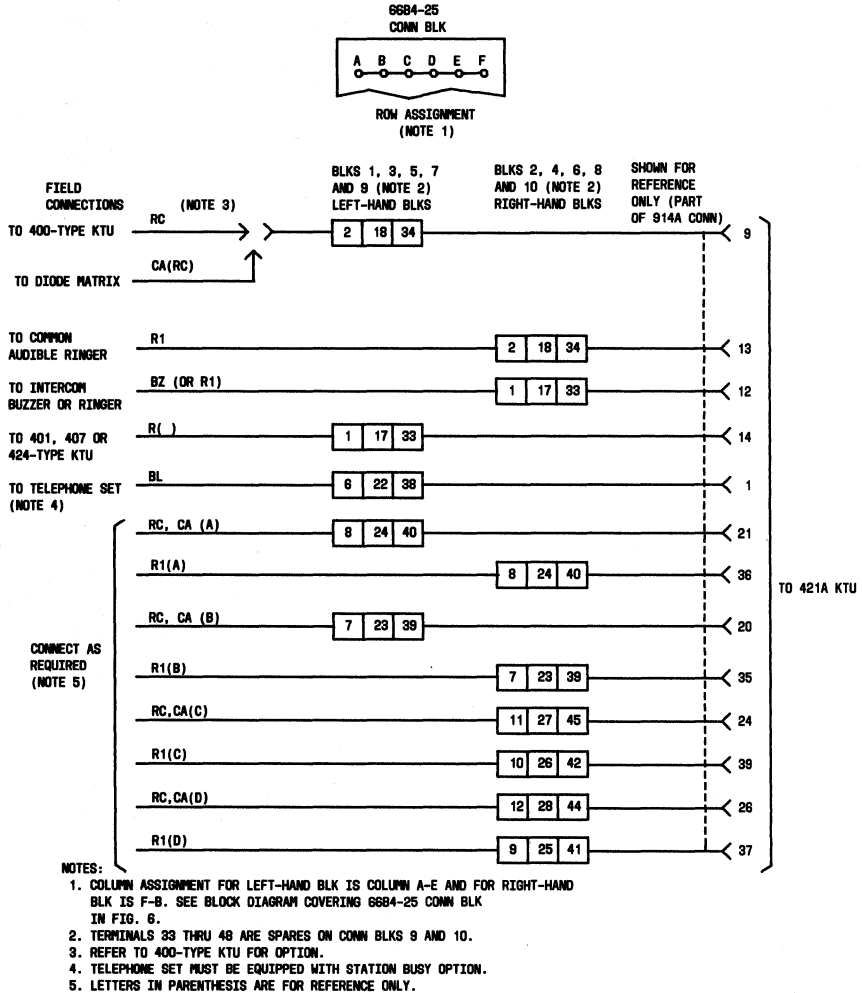 66B4-25
CONN BLK
A B C D E F
ROW ASSIGNMENT
(NOTE 1)
FIELD
CONNECTIONS (NOTE 3)
BLKS 1, 3, 5, 7
AND 9 (NOTE 2)
LEFT-HAND BLKS
BLKS 2, 4, 6, 8
AND 10 (NOTE 2)
RIGHT-HAND BLKS
SHOWN FOR
REFERENCE
ONLY (PART
OF 914A CONN)
TO 400-TYPE KTU RC 2 18 34 9
TO DIODE MATRIX CA(RC)
TO COMMON
AUDIBLE RINGER
R1 2 18 34 13
TO INTERCOM
BUZZER OR RINGER
BZ (OR R1) 1 17 33 12
TO 401, 407 OR
424-TYPE KTU
R( ) 1 17 33 14
TO TELEPHONE SET
(NOTE 4)
BL 6 22 38 1
RC, CA (A) 8 24 40 21
R1(A) 8 24 40 36
TO 421A KTU
RC, CA (B) 7 23 39 20
CONNECT AS
REQUIRED
(NOTE 5)
R1(B) 7 23 39 35
RC,CA(C) 11 27 45 24
R1(C) 10 26 42 39
RC,CA(D) 12 28 44 26
R1(D) 9 25 41 37
NOTES:
1. COLUMN ASSIGNMENT FOR LEFT-HAND BLK IS COLUMN A-E AND FOR RIGHT-HAND
BLK IS F-B. SEE BLOCK DIAGRAM COVERING 66B4-25 CONN BLK
IN FIG. 6.
2. TERMINALS 33 THRU 48 ARE SPARES ON CONN BLKS 9 AND 10.
3. REFER TO 400-TYPE KTU FOR OPTION.
4. TELEPHONE SET MUST BE EQUIPPED WITH STATION BUSY OPTION.
5. LETTERS IN PARENTHESIS ARE FOR REFERENCE ONLY.